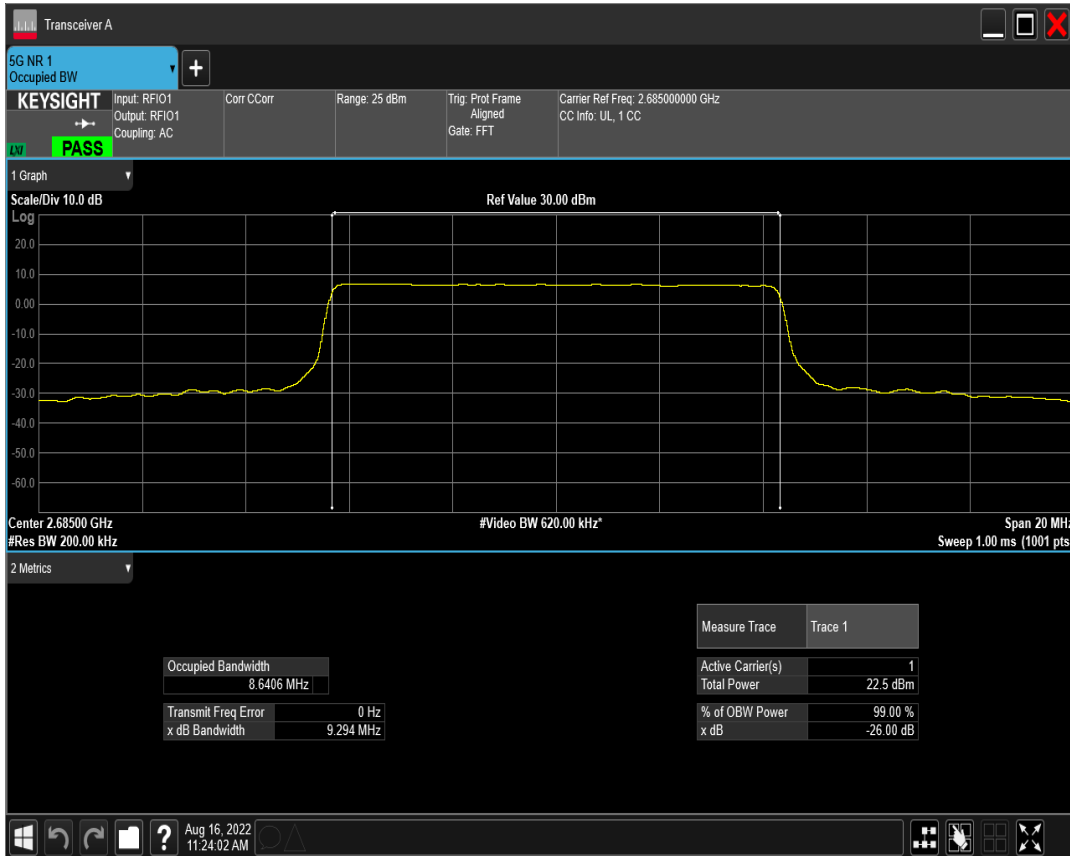 Transceiver A
5G NR 1
Occupied BW
+
KEYSIGHT
LXI
PASS
Input: RFIO1
Output: RFIO1
Coupling: AC
Corr CCorr
Range: 25 dBm
Trig: Prot Frame
Aligned
Gate: FFT
Carrier Ref Freq: 2.685000000 GHz
CC Info: UL, 1 CC
1 Graph
Scale/Div 10.0 dB
Ref Value 30.00 dBm
Log
20.0
10.0
0.00
-10.0
-20.0
-30.0
-40.0
-50.0
-60.0
Center 2.68500 GHz
#Video BW 620.00 kHz*
Span 20 MHz
#Res BW 200.00 kHz
Sweep 1.00 ms (1001 pts
2 Metrics
Measure Trace Trace 1
Occupied Bandwidth
8.6406 MHz
Active Carrier(s) 1
Total Power 22.5 dBm
Transmit Freq Error 0 Hz
x dB Bandwidth 9.294 MHz
% of OBW Power 99.00 %
x dB -26.00 dB
?
Aug 16, 2022
11:24:02 AM